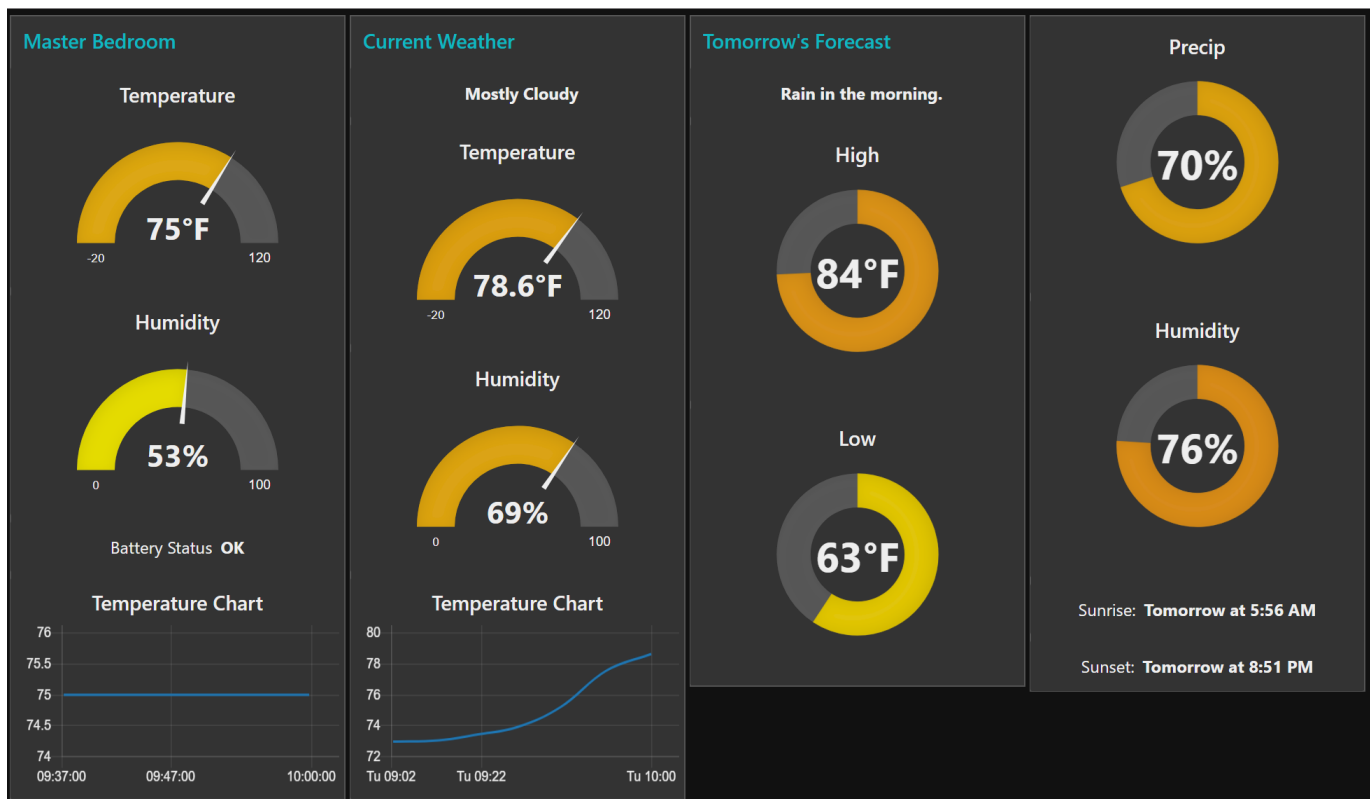 Master Bedroom
Temperature
75°F
-20 120
Humidity
53%
0 100
Battery Status OK
Temperature Chart
76
75.5
75
74.5
74
09:37:00 09:47:00 10:00:00
Current Weather
Mostly Cloudy
Temperature
78.6°F
-20 120
Humidity
69%
0 100
Temperature Chart
80
78
76
74
72
Tu 09:02 Tu 09:22 Tu 10:00
Tomorrow's Forecast
Rain in the morning.
High
84°F
Low
63°F
Precip
70%
Humidity
76%
Sunrise: Tomorrow at 5:56 AM
Sunset: Tomorrow at 8:51 PM